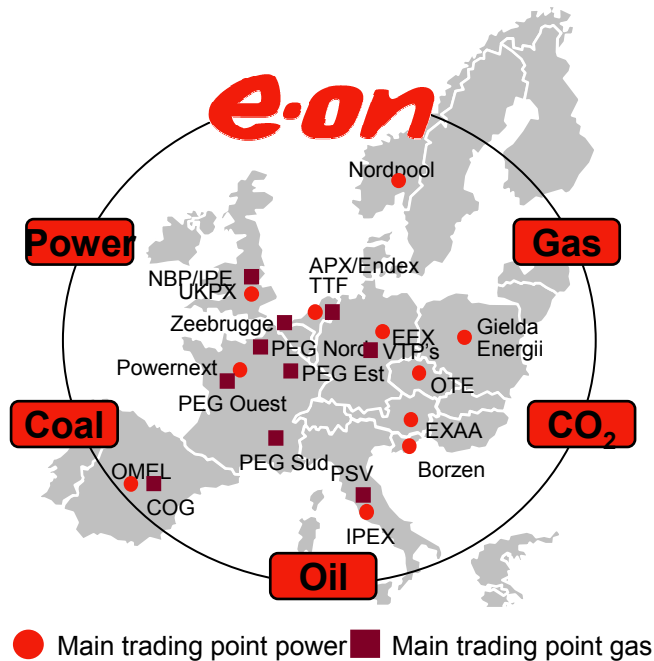 e·on
Nordpool
Power
Gas
NBP/IPE
UKPX
APX/Endex
TTF
Zeebrugge
EEX
Gielda
Energii
PEG Nord
VTP's
Powernext
PEG Est
OTE
PEG Ouest
Coal
CO₂
EXAA
PEG Sud
Borzen
OMEL
COG
PSV
IPEX
Oil
Main trading point power
Main trading point gas